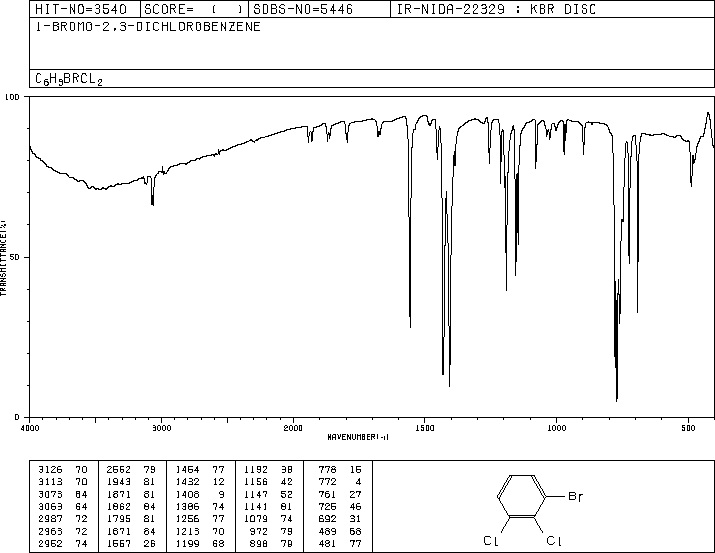 HIT-NO=3540 SCORE= ( ) SDBS-NO=5446 IR-NIDA-22329 : KBR DISC
1-BROMO-2,3-DICHLOROBENZENE
C6H3BRCL2
100
50
0
TRANSMITTANCE(%)
4000 3000 2000 1500 1000 500
WAVENUMBER(-1)
3126 70 2552 79 1454 77 1192 38 778 15
3113 70 1943 81 1432 12 1156 42 772 4
3073 64 1871 81 1408 9 1147 52 761 27
3063 64 1862 84 1386 74 1141 81 725 46
2987 72 1795 81 1256 77 1079 74 692 31
2963 72 1671 84 1213 70 972 79 489 68
2952 74 1557 26 1199 68 898 79 481 77
Br
Cl Cl